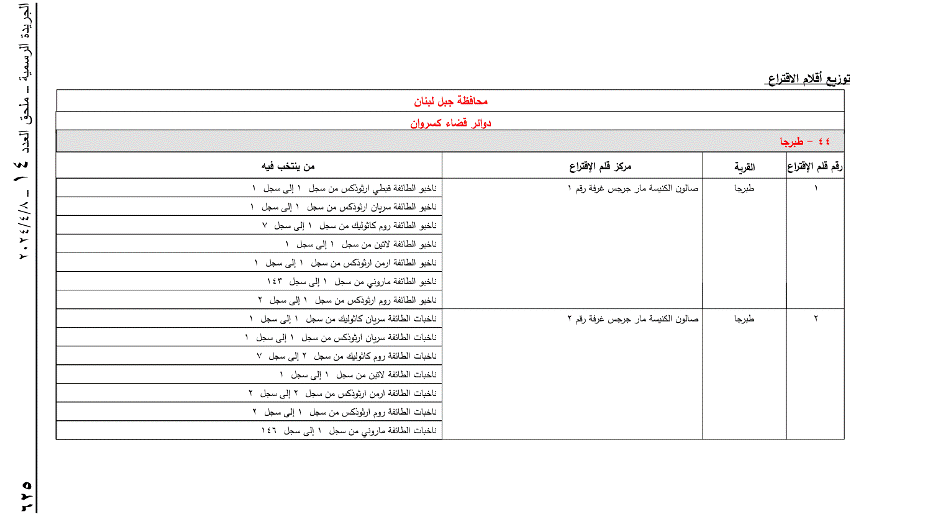 الجريدة الرسمية – ملحق العدد ١٤ – ٢٠٢٤/٤/٨
توزيع أقلام الاقتراع
محافظة جبل لبنان
دوائر قضاء كسروان
٤٤ - طبرجا
رقم قلم الإقتراع القرية مركز قلم الإقتراع من ينتخب فيه
١ طبرجا صالون الكنيسة مار جرجس غرفة رقم ١ ناخبو الطائفة قبطي ارثوذكس من سجل ١ إلى سجل ١
ناخبو الطائفة سريان ارثوذكس من سجل ١ إلى سجل ١
ناخبو الطائفة روم كاثوليك من سجل ١ إلى سجل ٧
ناخبو الطائفة لاتين من سجل ١ إلى سجل ١
ناخبو الطائفة ارمن ارثوذكس من سجل ١ إلى سجل ١
ناخبو الطائفة ماروني من سجل ١ إلى سجل ١٤٣
ناخبو الطائفة روم ارثوذكس من سجل ١ إلى سجل ٢
٢ طبرجا صالون الكنيسة مار جرجس غرفة رقم ٢ ناخبات الطائفة سريان كاثوليك من سجل ١ إلى سجل ١
ناخبات الطائفة سريان ارثوذكس من سجل ١ إلى سجل ١
ناخبات الطائفة روم كاثوليك من سجل ٢ إلى سجل ٧
ناخبات الطائفة لاتين من سجل ١ إلى سجل ١
ناخبات الطائفة ارمن ارثوذكس من سجل ٢ إلى سجل ٢
ناخبات الطائفة روم ارثوذكس من سجل ١ إلى سجل ٢
ناخبات الطائفة ماروني من سجل ١ إلى سجل ١٤٦
٦٢٥